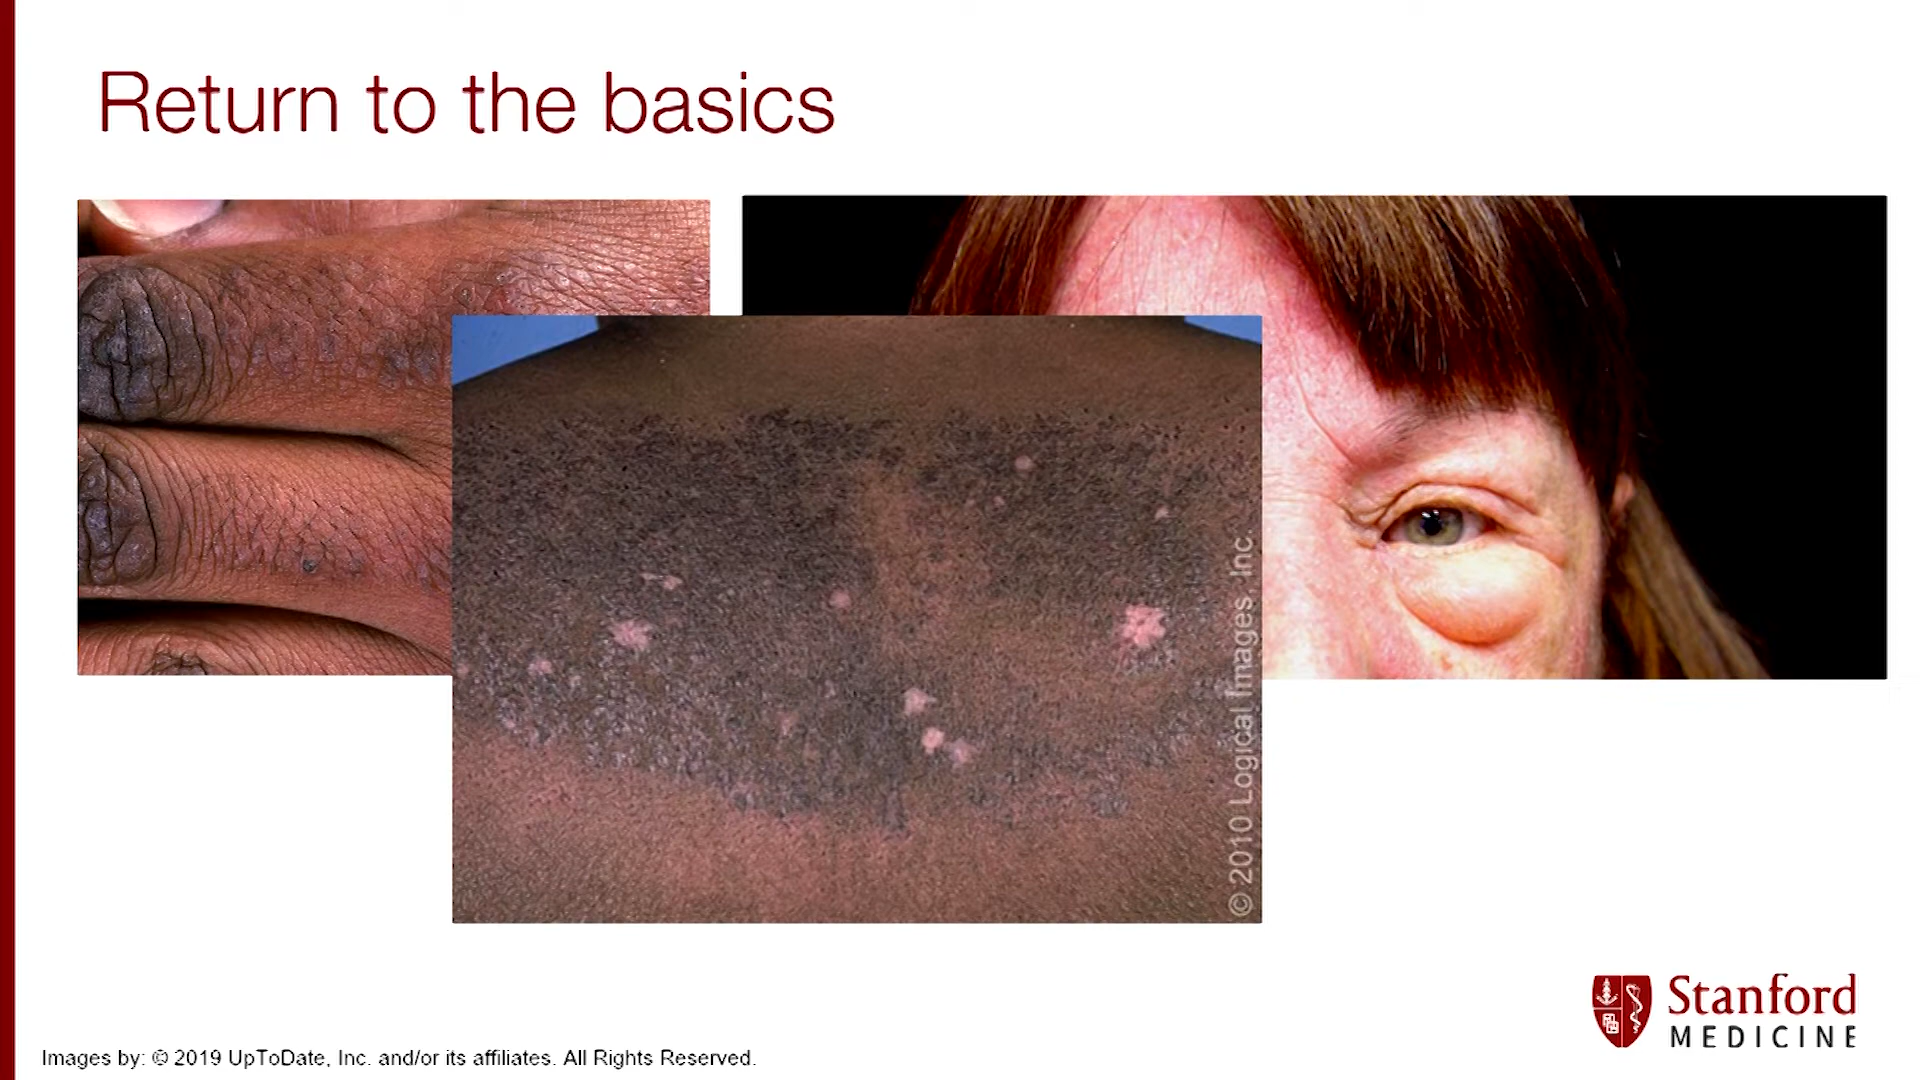 Return to the basics
© 2010 Logical Images, Inc.
Stanford
MEDICINE
Images by: © 2019 UpToDate, Inc. and/or its affiliates. All Rights Reserved.